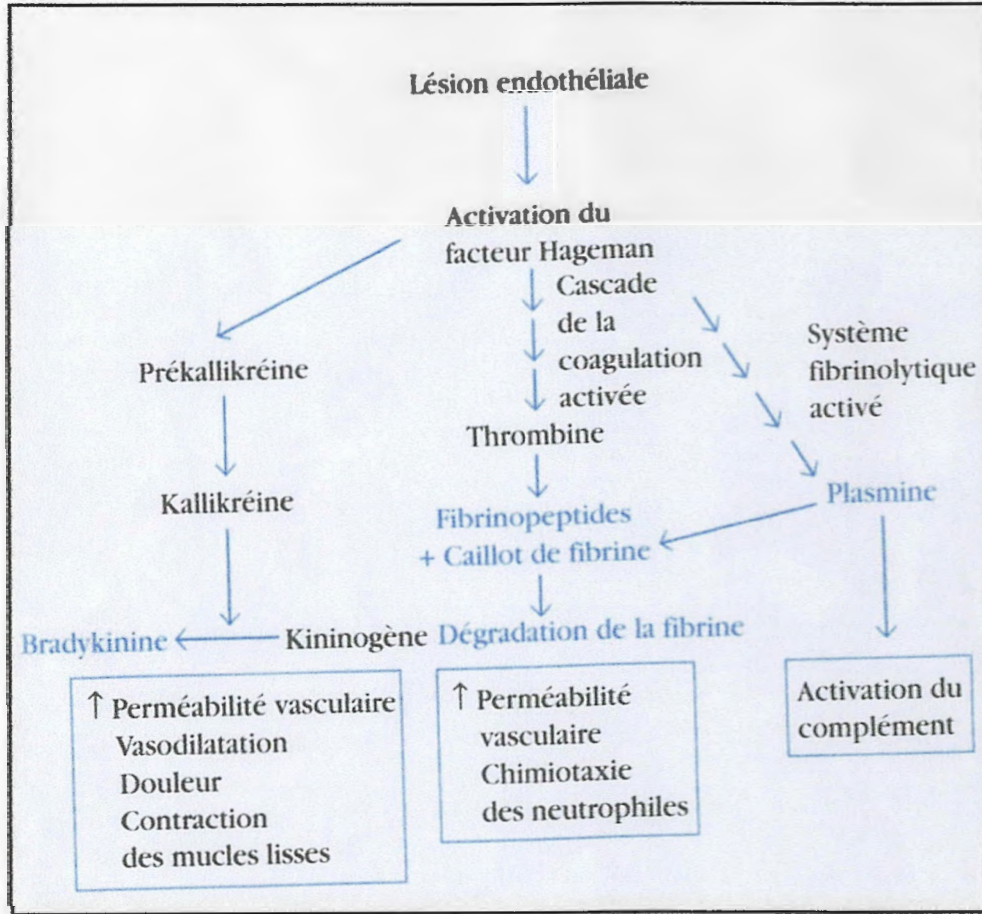 Lésion endothéliale
Activation du
facteur Hageman
Cascade
de la
coagulation
activée
Système
fibrinolytique
activé
Prékallikréine
Thrombine
Kallikréine
Plasmine
Fibrinopeptides
+ Caillot de fibrine
Bradykinine
Kininogène
Dégradation de la fibrine
↑ Perméabilité vasculaire
Vasodilatation
Douleur
Contraction
des mucles lisses
↑ Perméabilité
vasculaire
Chimiotaxie
des neutrophiles
Activation du
complément